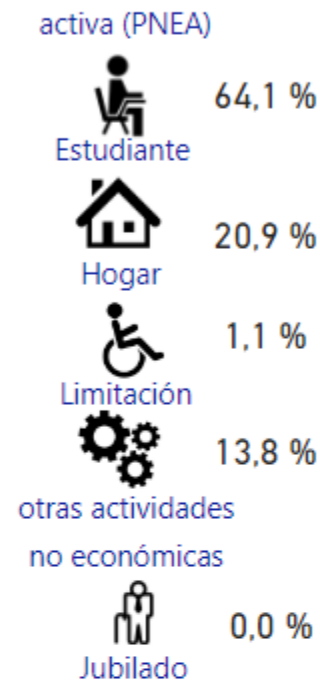 activa (PNEA)
64,1 %
Estudiante
20,9 %
Hogar
1,1 %
Limitación
13,8 %
otras actividades
no económicas
0,0 %
Jubilado